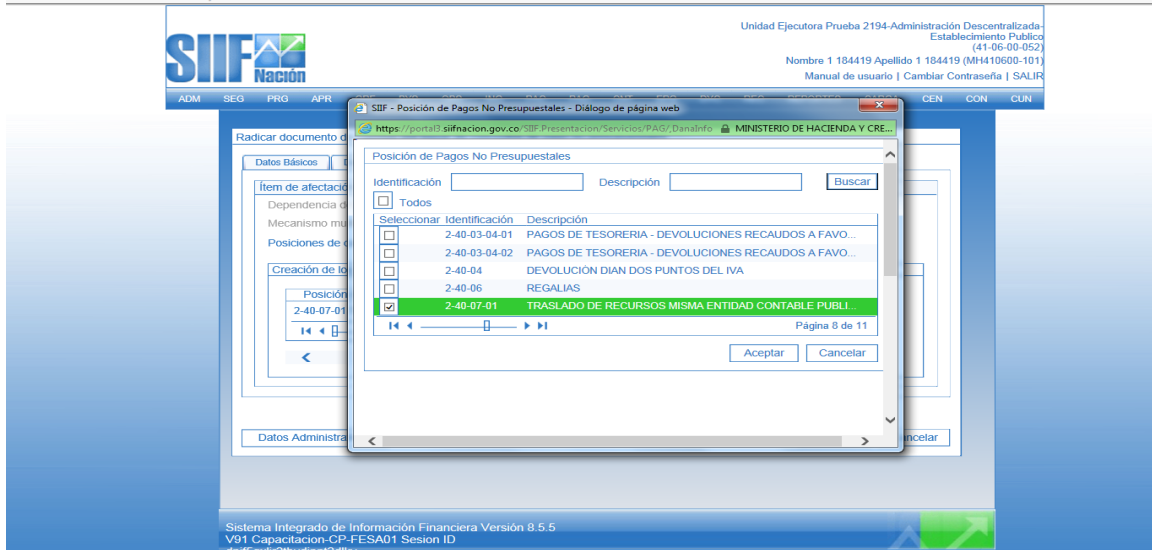 Unidad Ejecutora Prueba 2194-Administración Descentralizada-
Establecimiento Publico
(41-06-00-052)
Nombre 1 184419 Apellido 1 184419 (MH410600-101)
Manual de usuario | Cambiar Contraseña | SALIR
SIIF
Nación
ADM SEG PRG APR CEN CON CUN
SIIF - Posición de Pagos No Presupuestales - Diálogo de página web
https://portal3.siifnacion.gov.co/SIIF.Presentacion/Servicios/PAG/,DanaInfo MINISTERIO DE HACIENDA Y CRE...
Radicar documento d
Datos Básicos
Ítem de afectació
Dependencia d
Mecanismo mu
Posiciones de
Creación de lo
Posición
2-40-07-01
Datos Administra
ncelar
Posición de Pagos No Presupuestales
Identificación Descripción Buscar
Todos
Seleccionar Identificación Descripción
2-40-03-04-01 PAGOS DE TESORERIA - DEVOLUCIONES RECAUDOS A FAVO...
2-40-03-04-02 PAGOS DE TESORERIA - DEVOLUCIONES RECAUDOS A FAVO...
2-40-04 DEVOLUCIÓN DIAN DOS PUNTOS DEL IVA
2-40-06 REGALIAS
2-40-07-01 TRASLADO DE RECURSOS MISMA ENTIDAD CONTABLE PUBLI...
Página 8 de 11
Aceptar Cancelar
Sistema Integrado de Información Financiera Versión 8.5.5
V91 Capacitacion-CP-FESA01 Sesion ID